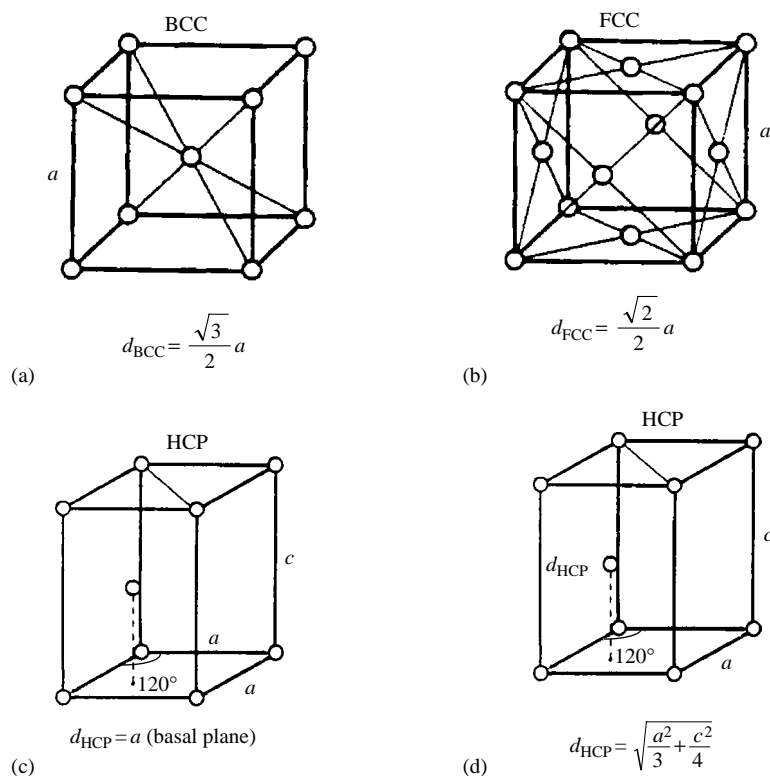 BCC
a
d_BCC = √3/2 a
(a)
FCC
a
d_FCC = √2/2 a
(b)
HCP
c
a
120°
a
d_HCP = a (basal plane)
(c)
HCP
c
d_HCP
120°
a
d_HCP = √(a²/3 + c²/4)
(d)